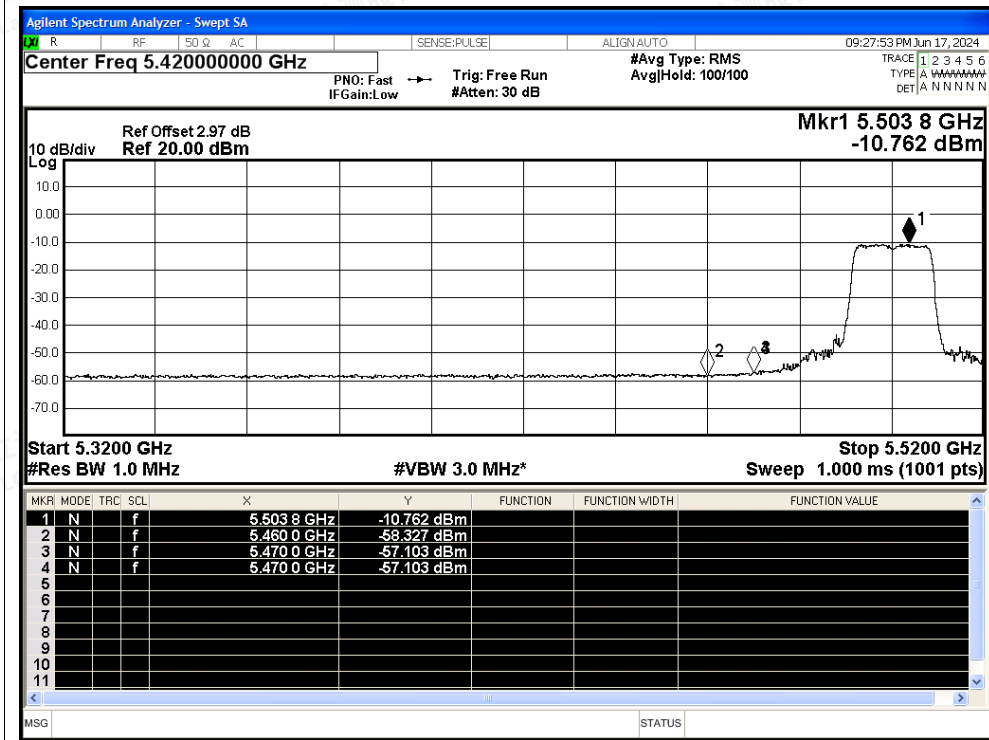 Agilent Spectrum Analyzer - Swept SA
LXI R RF 50 Ω AC SENSE:PULSE ALIGN AUTO 09:27:53 PM Jun 17, 2024
Center Freq 5.420000000 GHz
PNO: Fast
IFGain:Low
Trig: Free Run
#Atten: 30 dB
#Avg Type: RMS
Avg|Hold: 100/100
TRACE 1 2 3 4 5 6
TYPE A WWWWW
DET A N N N N N
Mkr1 5.503 8 GHz
-10.762 dBm
Ref Offset 2.97 dB
10 dB/div Ref 20.00 dBm
Log
10.0
0.00
-10.0
-20.0
-30.0
-40.0
-50.0
-60.0
-70.0
1
2
Start 5.3200 GHz Stop 5.5200 GHz
#Res BW 1.0 MHz #VBW 3.0 MHz* Sweep 1.000 ms (1001 pts)
MKR MODE TRC SCL X Y FUNCTION FUNCTION WIDTH FUNCTION VALUE
1 N f 5.503 8 GHz -10.762 dBm
2 N f 5.460 0 GHz -58.327 dBm
3 N f 5.470 0 GHz -57.103 dBm
4 N f 5.470 0 GHz -57.103 dBm
5
6
7
8
9
10
11
MSG STATUS